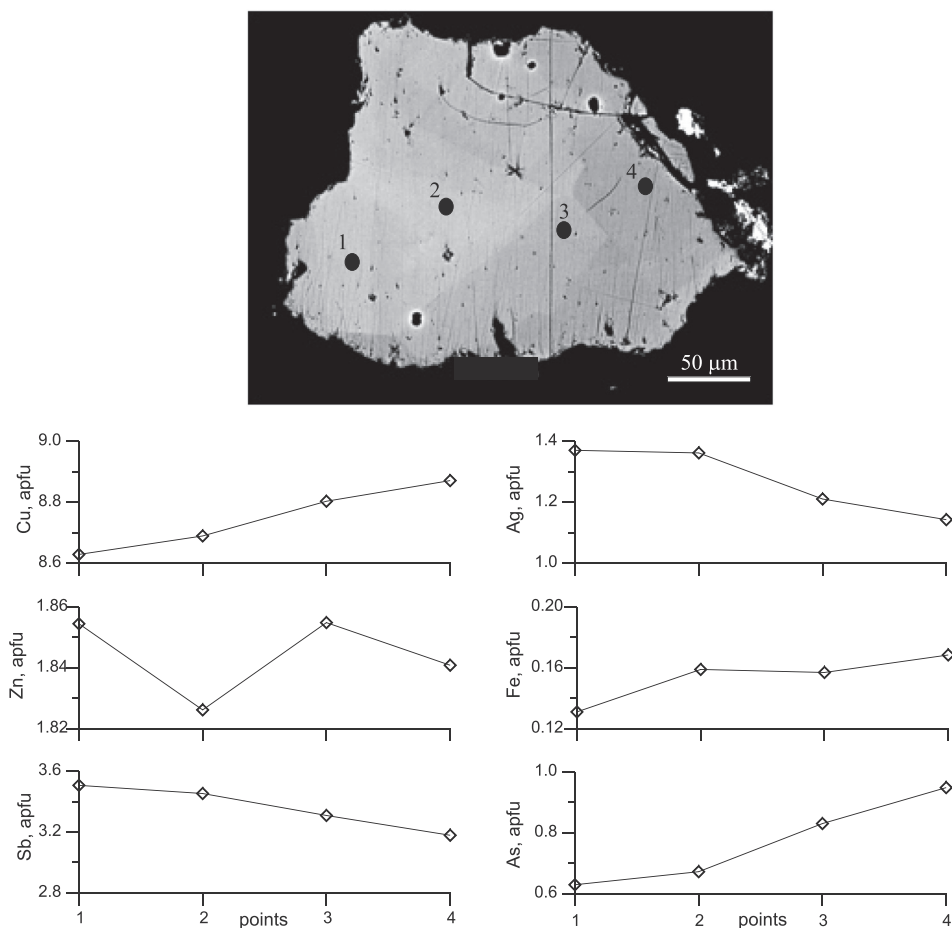 1
2
3
4
50 μm
Cu, apfu
9.0
8.8
8.6
Ag, apfu
1.4
1.2
1.0
Zn, apfu
1.86
1.84
1.82
Fe, apfu
0.20
0.16
0.12
Sb, apfu
3.6
3.2
2.8
1 2 points 3 4
As, apfu
1.0
0.8
0.6
1 2 points 3 4